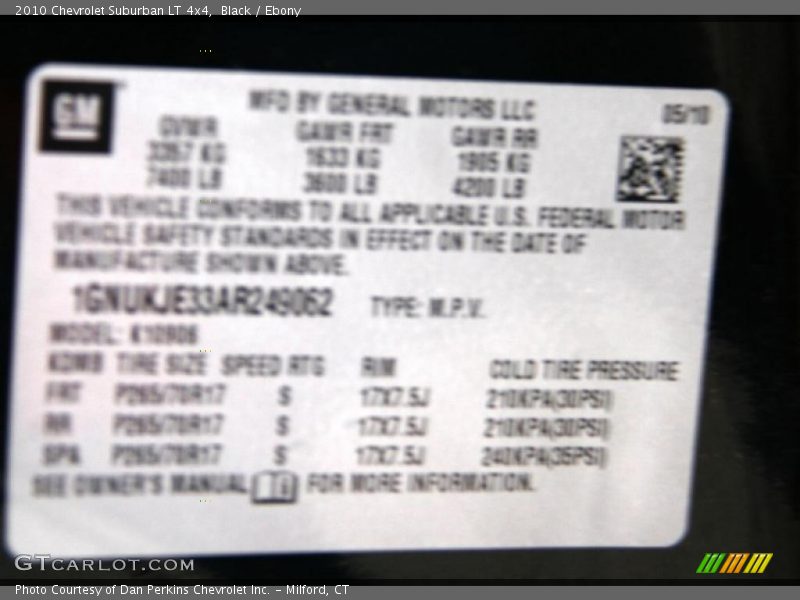 2010 Chevrolet Suburban LT 4x4, Black / Ebony
GM
MFD BY GENERAL MOTORS LLC 05/10
GVWR GAWR FRT GAWR RR
3357 KG 1633 KG 1905 KG
7400 LB 3600 LB 4200 LB
THIS VEHICLE CONFORMS TO ALL APPLICABLE U.S. FEDERAL MOTOR
VEHICLE SAFETY STANDARDS IN EFFECT ON THE DATE OF
MANUFACTURE SHOWN ABOVE.
1GNUKJE33AR249062 TYPE: M.P.V.
MODEL: K10906
TIRE SIZE SPEED RTG RIM COLD TIRE PRESSURE
FRT P265/70R17 S 17X7.5J 210KPA(30PSI)
RR P265/70R17 S 17X7.5J 210KPA(30PSI)
SPA P265/70R17 S 17X7.5J 240KPA(35PSI)
SEE OWNER'S MANUAL FOR MORE INFORMATION.
GTCARLOT.COM
Photo Courtesy of Dan Perkins Chevrolet Inc. - Milford, CT